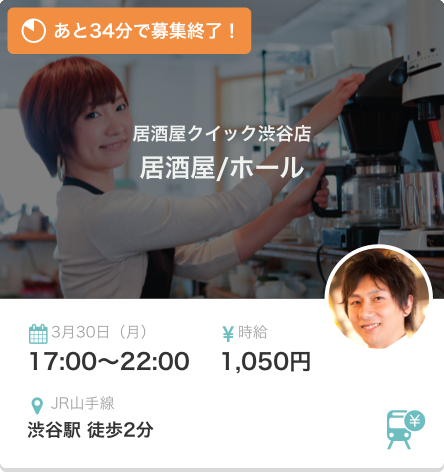 あと34分で募集終了！
居酒屋クイック渋谷店
居酒屋/ホール
3月30日（月）
17:00〜22:00
¥ 時給
1,050円
JR山手線
渋谷駅 徒歩2分
¥